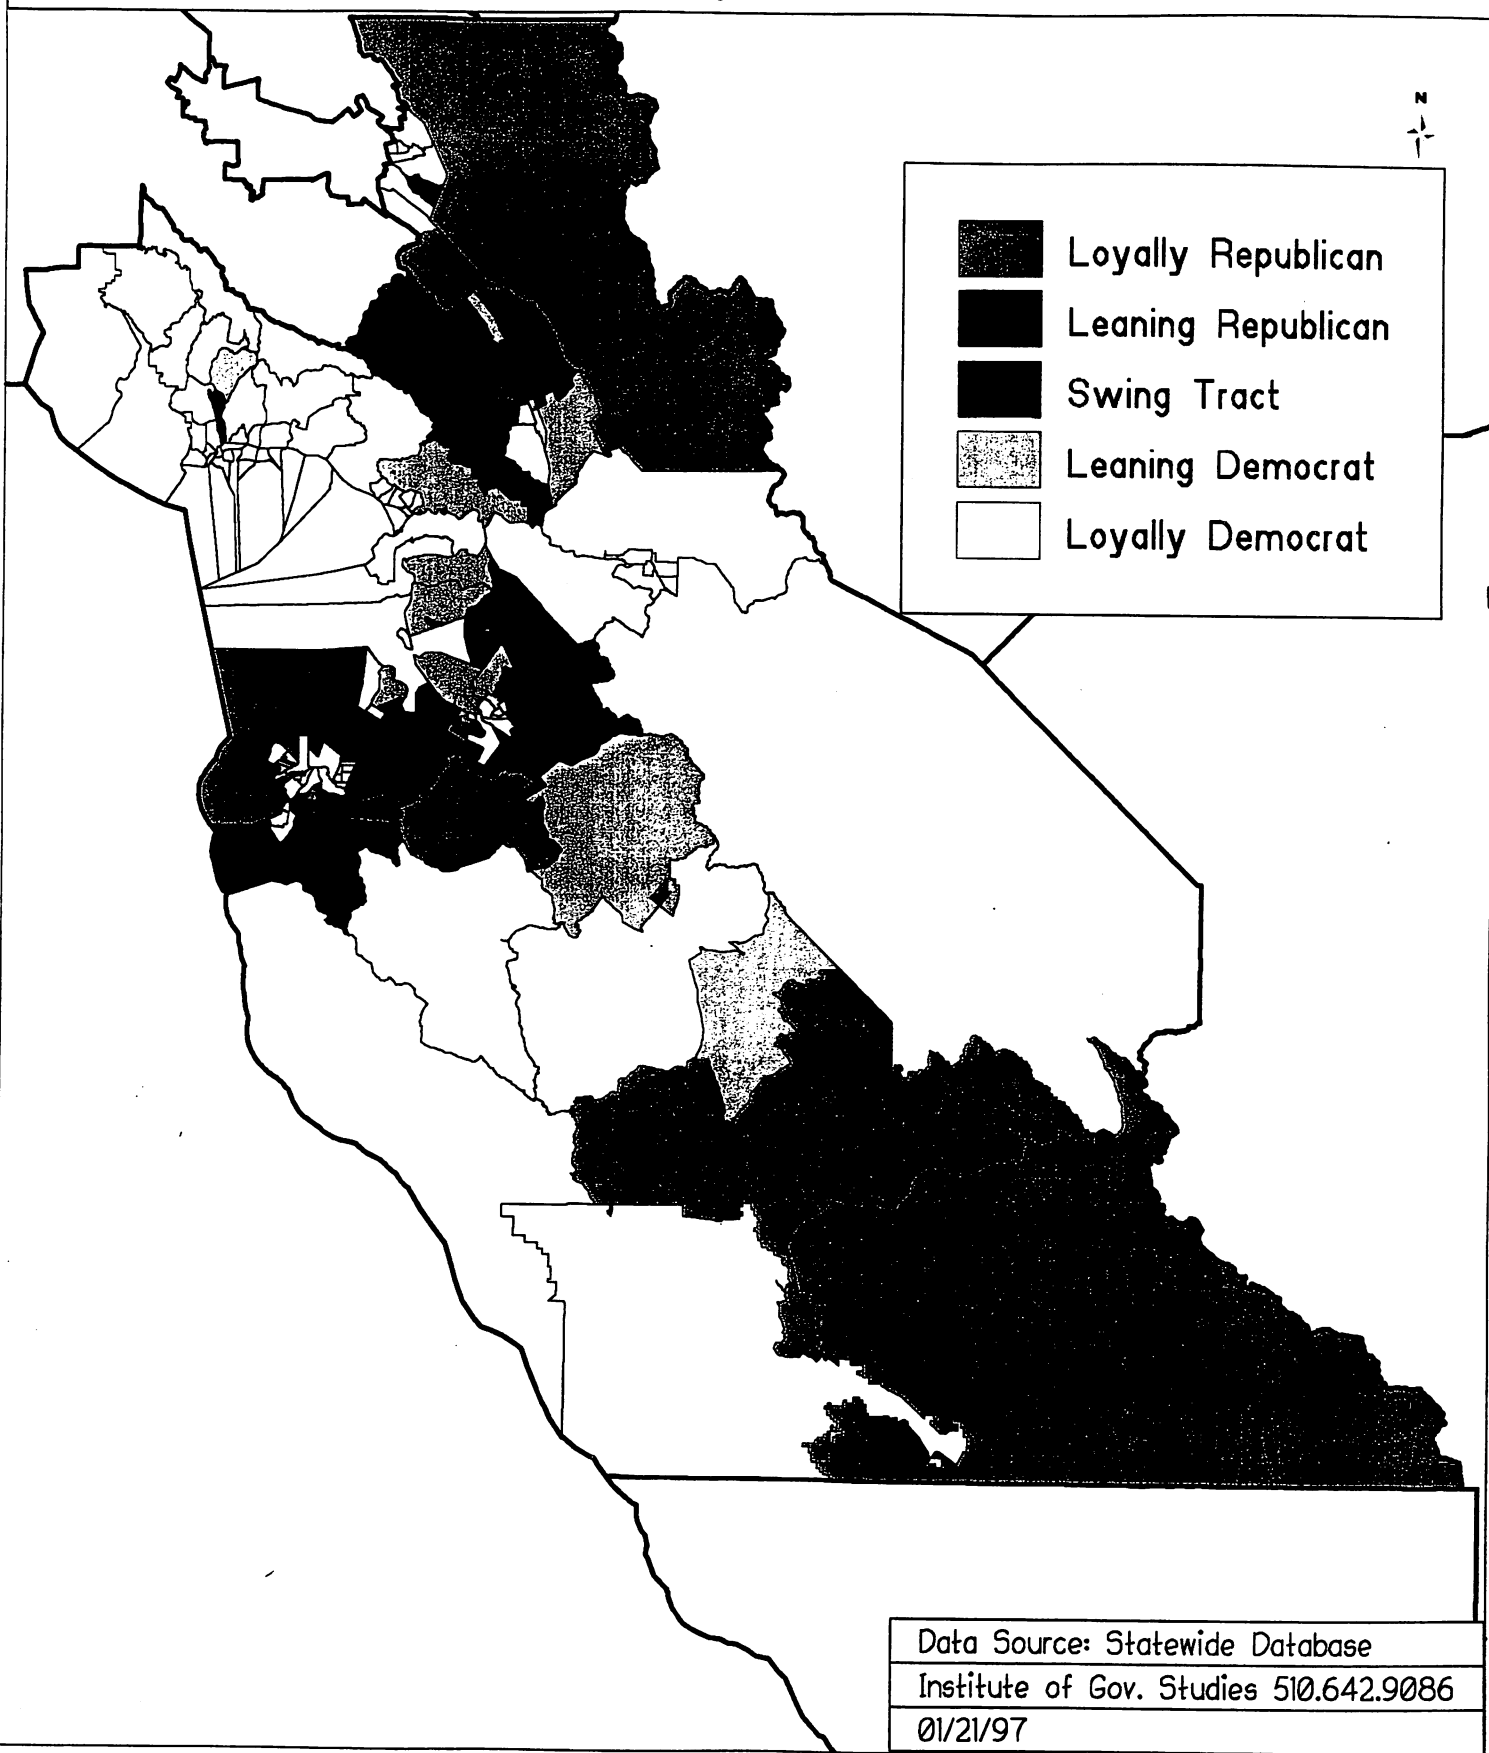 N
Loyally Republican
Leaning Republican
Swing Tract
Leaning Democrat
Loyally Democrat
Data Source: Statewide Database
Institute of Gov. Studies 510.642.9086
01/21/97